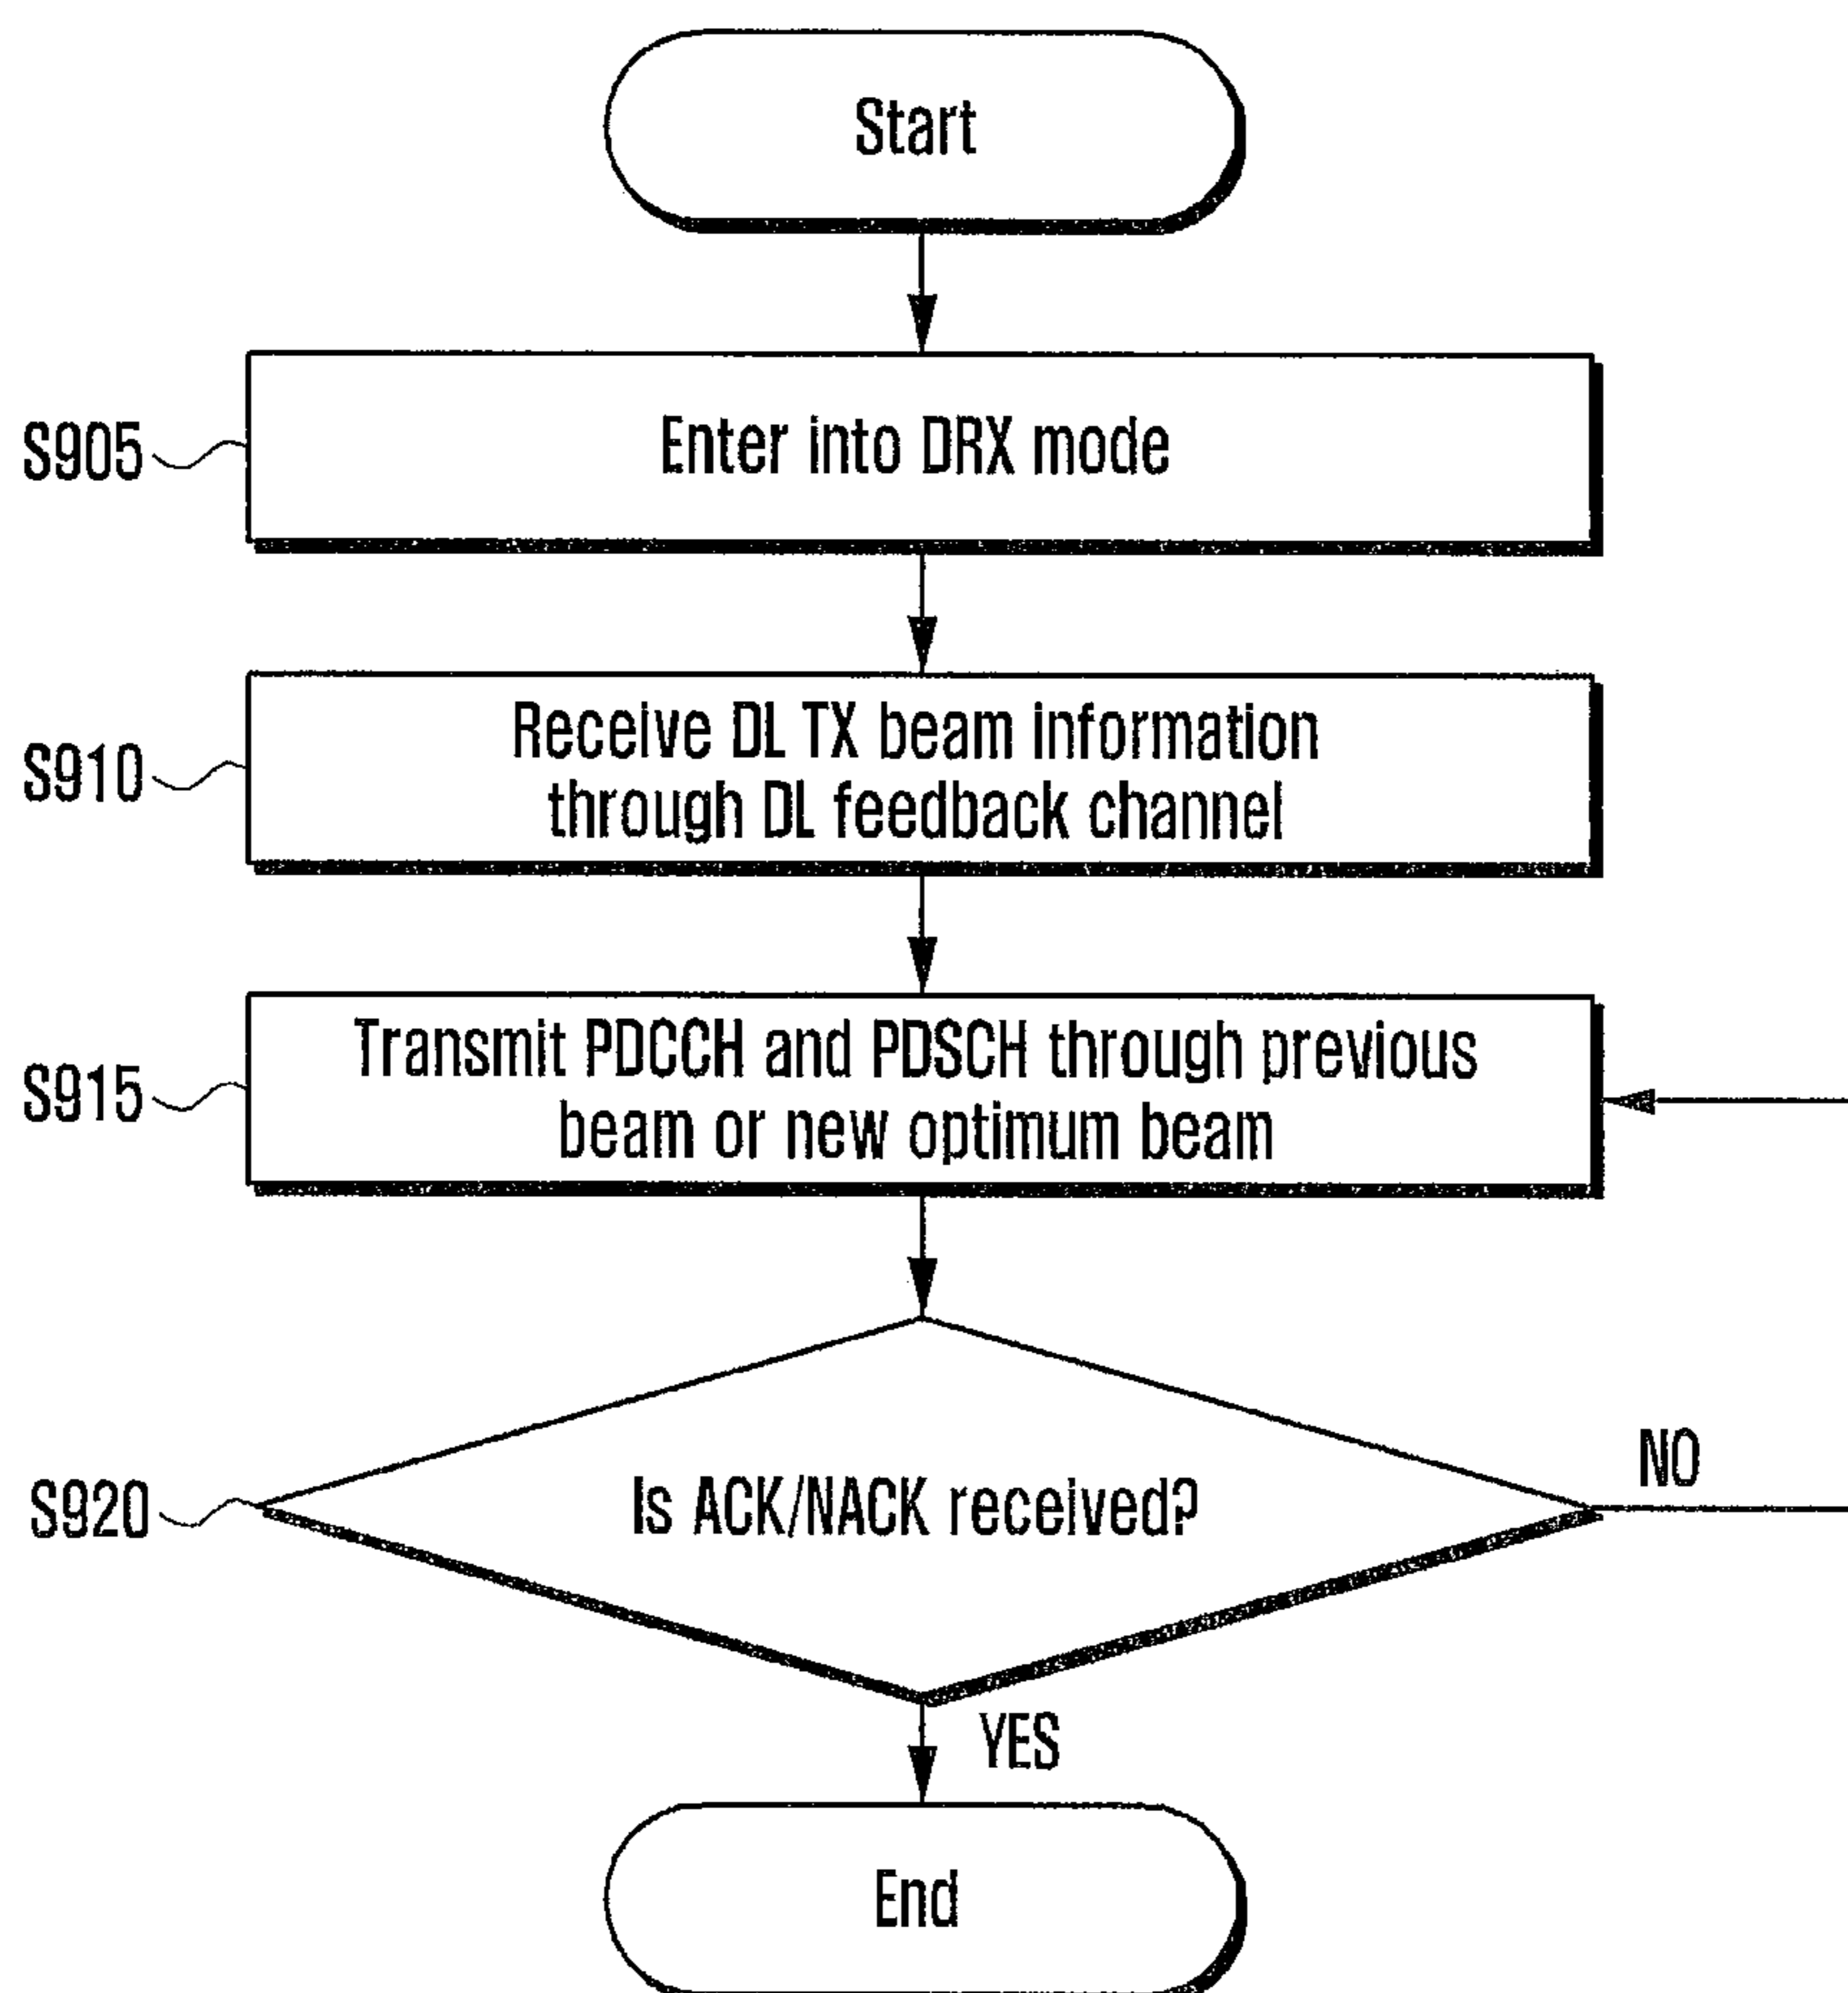 Start
S905
Enter into DRX mode
S910
Receive DL TX beam information
through DL feedback channel
S915
Transmit PDCCH and PDSCH through previous
beam or new optimum beam
S920
Is ACK/NACK received?
NO
YES
End